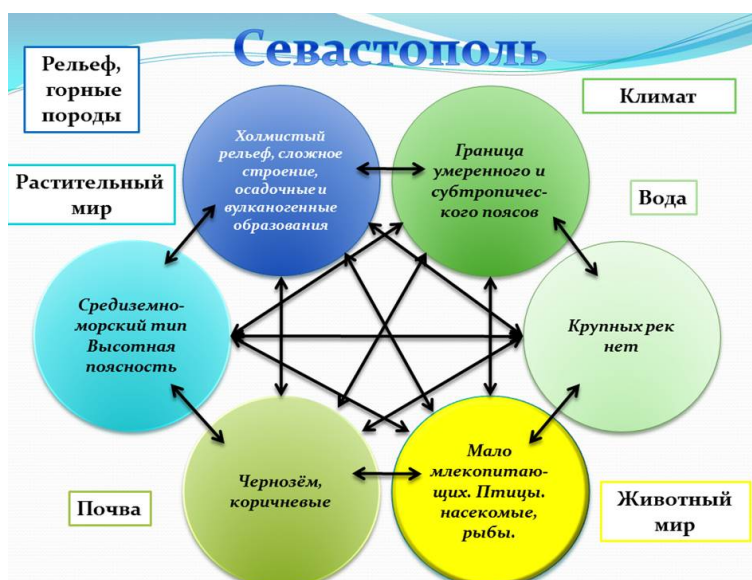 Севастополь
Рельеф,
горные
породы
Климат
Холмистый
рельеф, сложное
строение,
осадочные и
вулканогенные
образования
Граница
умеренного и
субтропичес-
кого поясов
Растительный
мир
Вода
Средиземно-
морский тип
Высотная
поясность
Крупных рек
нет
Чернозём,
коричневые
Мало
млекопитаю-
щих. Птицы.
насекомые,
рыбы.
Почва
Животный
мир